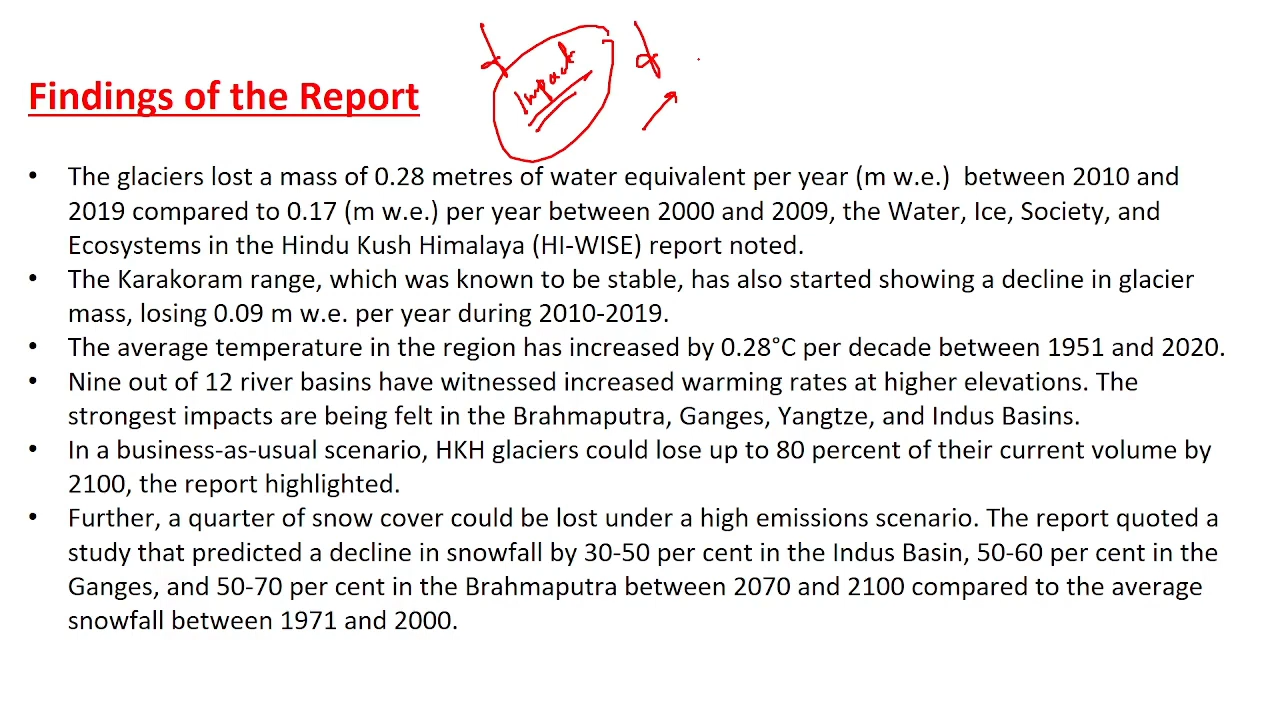 Impact
Findings of the Report
• The glaciers lost a mass of 0.28 metres of water equivalent per year (m w.e.) between 2010 and
2019 compared to 0.17 (m w.e.) per year between 2000 and 2009, the Water, Ice, Society, and
Ecosystems in the Hindu Kush Himalaya (HI-WISE) report noted.
• The Karakoram range, which was known to be stable, has also started showing a decline in glacier
mass, losing 0.09 m w.e. per year during 2010-2019.
• The average temperature in the region has increased by 0.28°C per decade between 1951 and 2020.
• Nine out of 12 river basins have witnessed increased warming rates at higher elevations. The
strongest impacts are being felt in the Brahmaputra, Ganges, Yangtze, and Indus Basins.
• In a business-as-usual scenario, HKH glaciers could lose up to 80 percent of their current volume by
2100, the report highlighted.
• Further, a quarter of snow cover could be lost under a high emissions scenario. The report quoted a
study that predicted a decline in snowfall by 30-50 per cent in the Indus Basin, 50-60 per cent in the
Ganges, and 50-70 per cent in the Brahmaputra between 2070 and 2100 compared to the average
snowfall between 1971 and 2000.